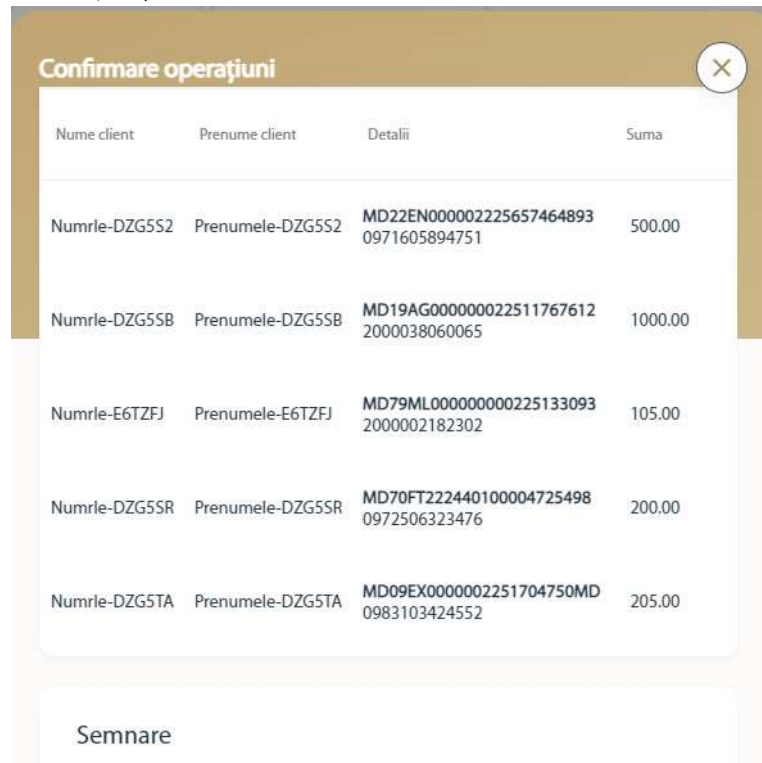 Confirmare operațiuni
Nume client Prenume client Detalii Suma
Numrle-DZG5S2 Prenumele-DZG5S2 MD22EN000002225657464893 500.00
0971605894751
Numrle-DZG5SB Prenumele-DZG5SB MD19AG000000022511767612 1000.00
2000038060065
Numrle-E6TZFJ Prenumele-E6TZFJ MD79ML000000000225133093 105.00
2000002182302
Numrle-DZG5SR Prenumele-DZG5SR MD70FT222440100004725498 200.00
0972506323476
Numrle-DZG5TA Prenumele-DZG5TA MD09EX0000002251704750MD 205.00
0983103424552
Semnare